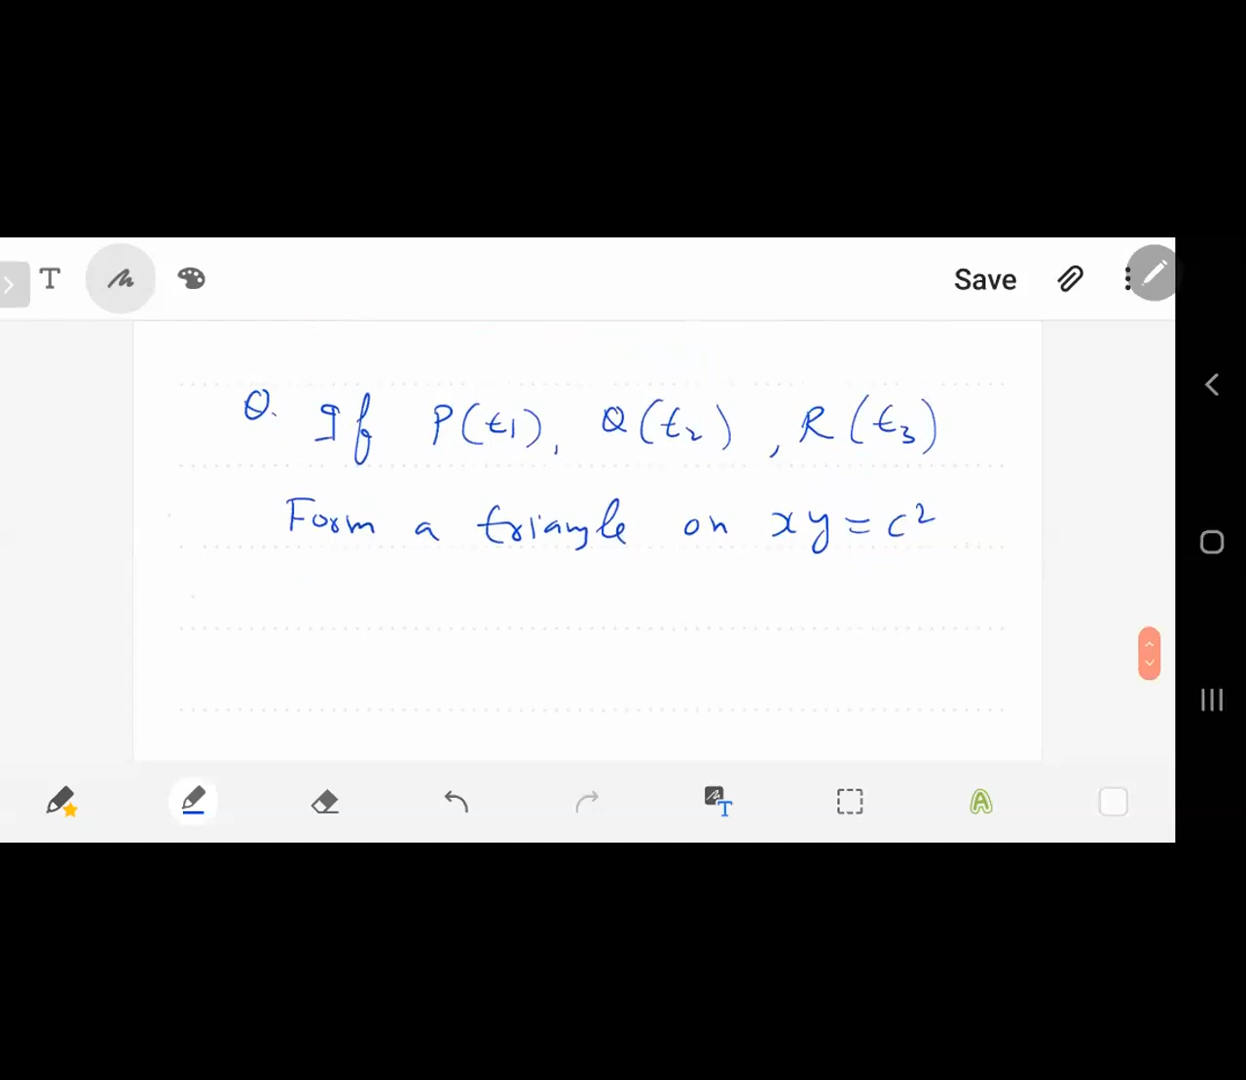 T
Save
Q. If P(t₁), Q(t₂), R(t₃)
Form a triangle on xy = c²
T
A